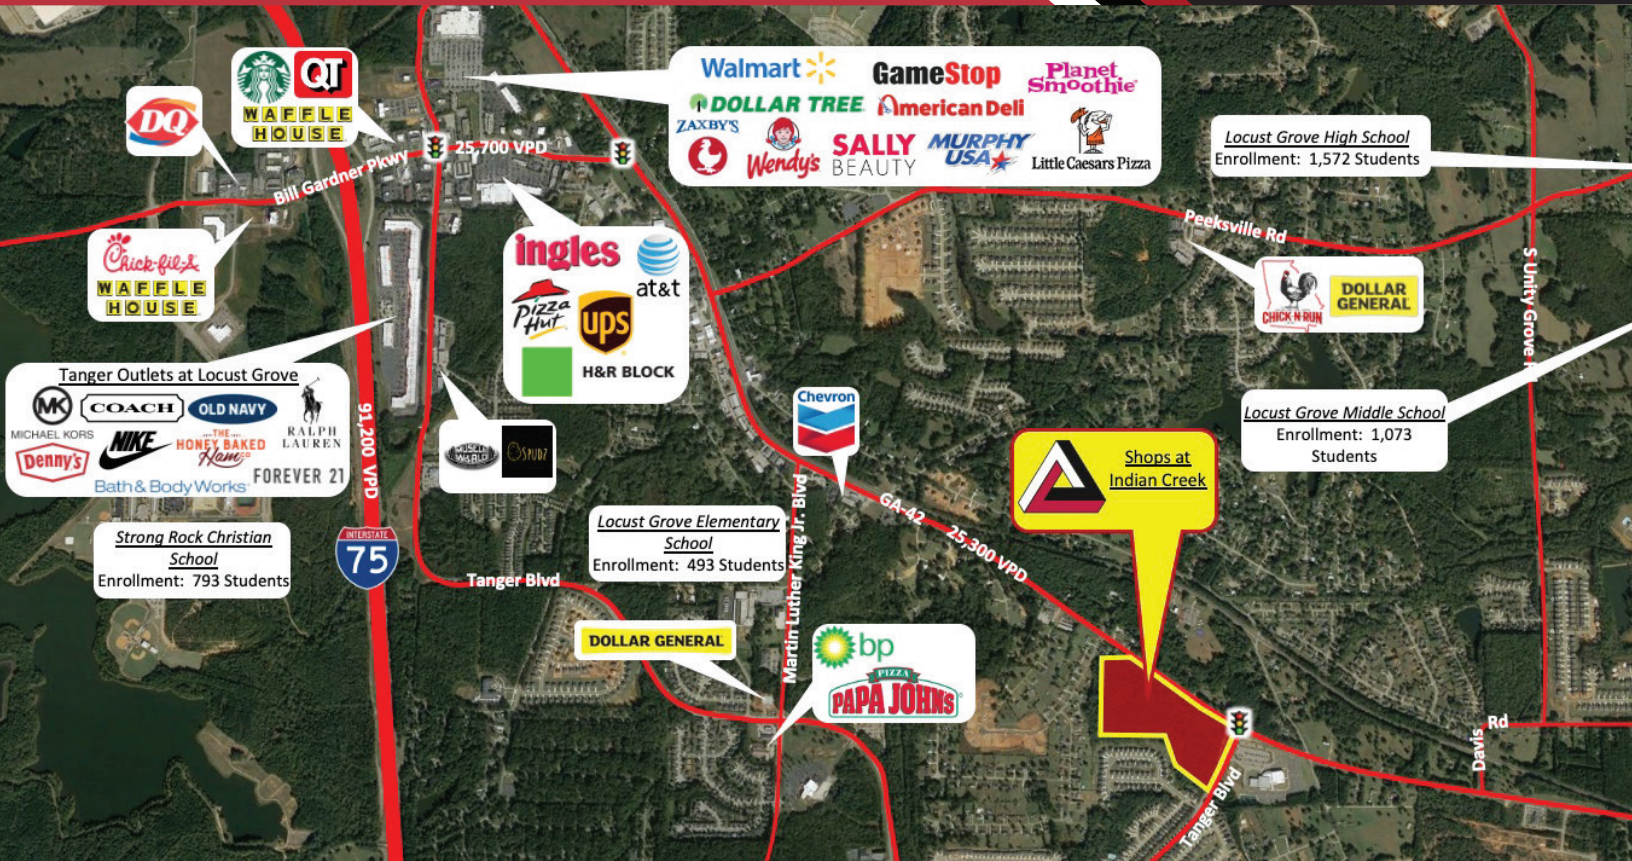 DQ
QT
WAFFLE
HOUSE
Bill Gardner Pkwy
25,700 VPD
Walmart
GameStop
Planet
Smoothie
DOLLAR TREE
American Deli
ZAXBY'S
Wendy's
SALLY
BEAUTY
MURPHY
USA
Little Caesars Pizza
Locust Grove High School
Enrollment: 1,572 Students
Chick-fil-A
WAFFLE
HOUSE
ingles
at&t
Pizza
Hut
ups
H&R BLOCK
Peeksville Rd
CHICK-N-RUN
DOLLAR
GENERAL
S Unity Grove R
Tanger Outlets at Locust Grove
MK
MICHAEL KORS
COACH
OLD NAVY
RALPH
LAUREN
Denny's
NIKE
THE
HONEY BAKED
Ham
CO
FOREVER 21
Bath & Body Works
91,200 VPD
MUSCLE
WORLD
SPUDZ
Chevron
Locust Grove Middle School
Enrollment: 1,073
Students
Shops at
Indian Creek
GA-42
25,300 VPD
Strong Rock Christian
School
Enrollment: 793 Students
INTERSTATE
75
Locust Grove Elementary
School
Enrollment: 493 Students
Martin Luther King Jr. Blvd
Tanger Blvd
DOLLAR GENERAL
bp
PIZZA
PAPA JOHN'S
Davis
Rd
Tanger Blvd